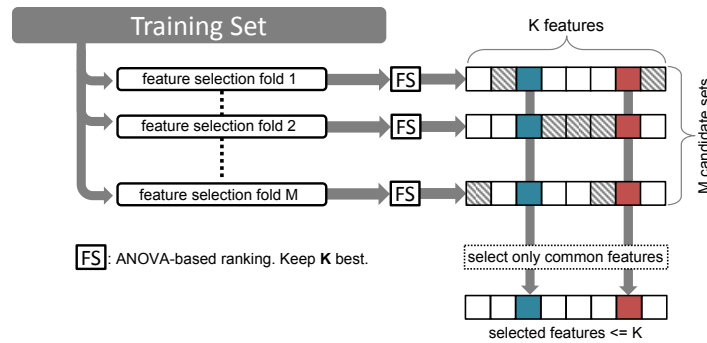 Training Set
K features
feature selection fold 1
FS
feature selection fold 2
FS
feature selection fold M
FS
M candidate sets
FS: ANOVA-based ranking. Keep K best.
select only common features
selected features <= K